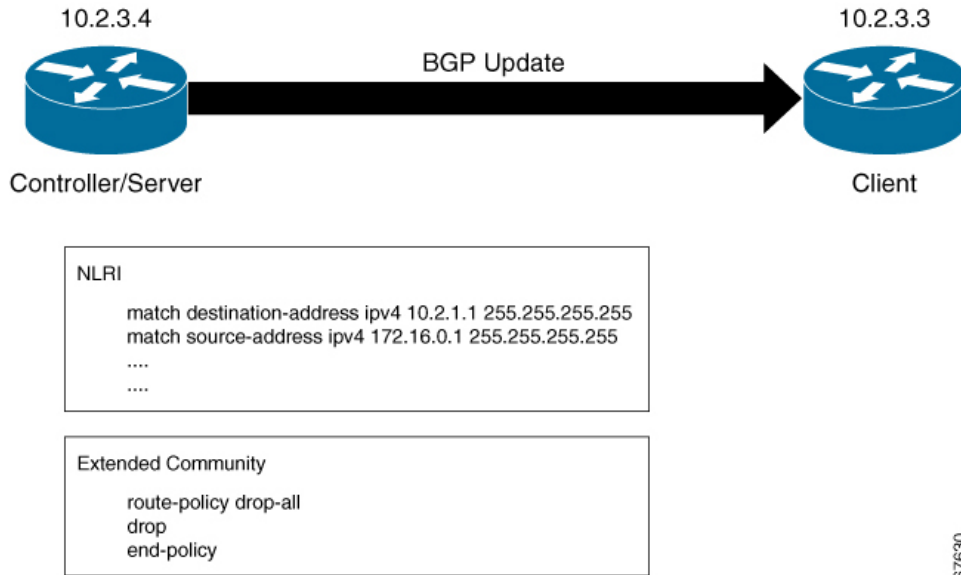 10.2.3.4
10.2.3.3
BGP Update
Controller/Server
Client
NLRI
match destination-address ipv4 10.2.1.1 255.255.255.255
match source-address ipv4 172.16.0.1 255.255.255.255
....
....
Extended Community
route-policy drop-all
drop
end-policy